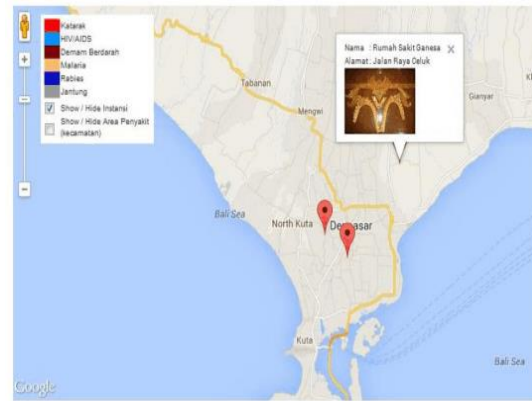 Katarak
HIV/AIDS
Demam Berdarah
Malaria
Rabies
Jantung
Show / Hide Instansi
Show / Hide Area Penyakit
(kecamatan)
Nama : Rumah Sakit Ganesa
Alamat : Jalan Raya Celuk
Tabanan
Mengwi
Gianyar
Bali Sea
North Kuta
Kuta
Bali Sea
Google